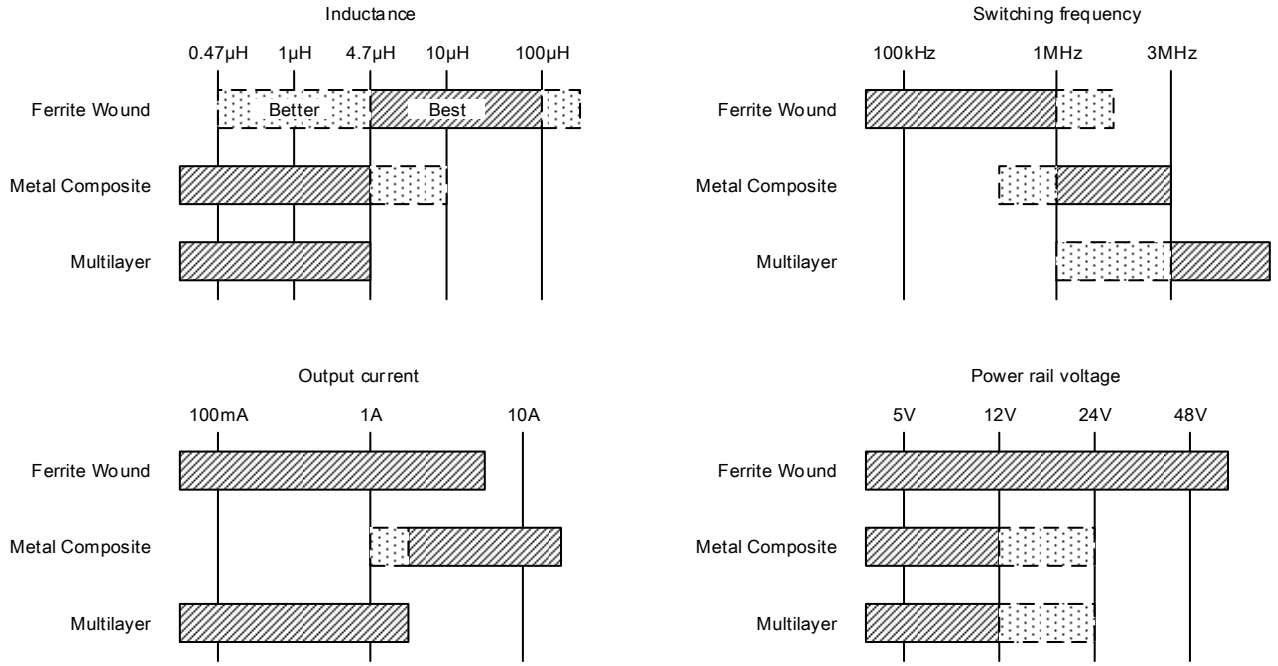 Inductance
0.47µH 1µH 4.7µH 10µH 100µH
Ferrite Wound Better Best
Metal Composite
Multilayer
Switching frequency
100kHz 1MHz 3MHz
Ferrite Wound
Metal Composite
Multilayer
Output current
100mA 1A 10A
Ferrite Wound
Metal Composite
Multilayer
Power rail voltage
5V 12V 24V 48V
Ferrite Wound
Metal Composite
Multilayer